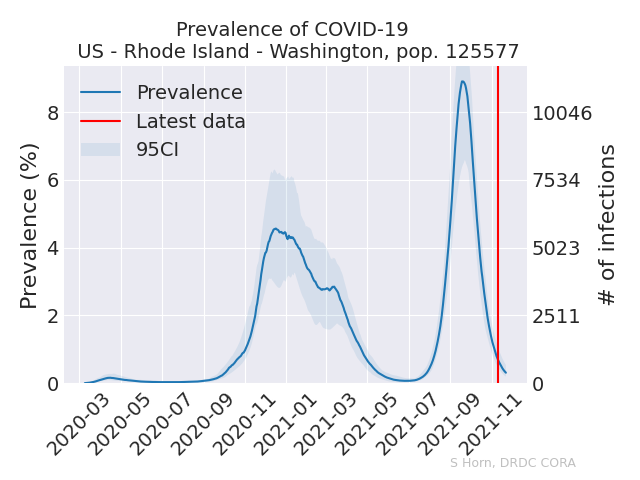 Prevalence of COVID-19
US - Rhode Island - Washington, pop. 125577
Prevalence
Latest data
95CI
Prevalence (%)
8
6
4
2
0
10046
7534
5023
2511
0
# of infections
2020-03
2020-05
2020-07
2020-09
2020-11
2021-01
2021-03
2021-05
2021-07
2021-09
2021-11
S Horn, DRDC CORA